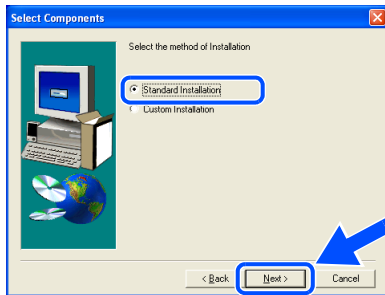 Select Components
Select the method of Installation
Standard Installation
Custom Installation
< Back
Next >
Cancel